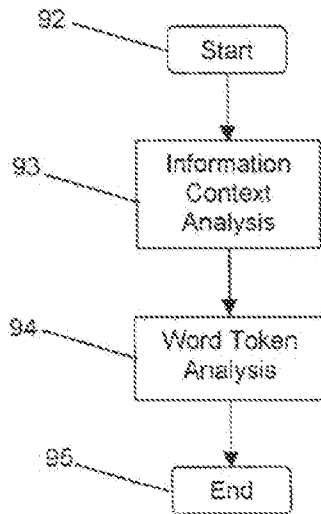 92
Start
93
Information
Context
Analysis
94
Word Token
Analysis
95
End